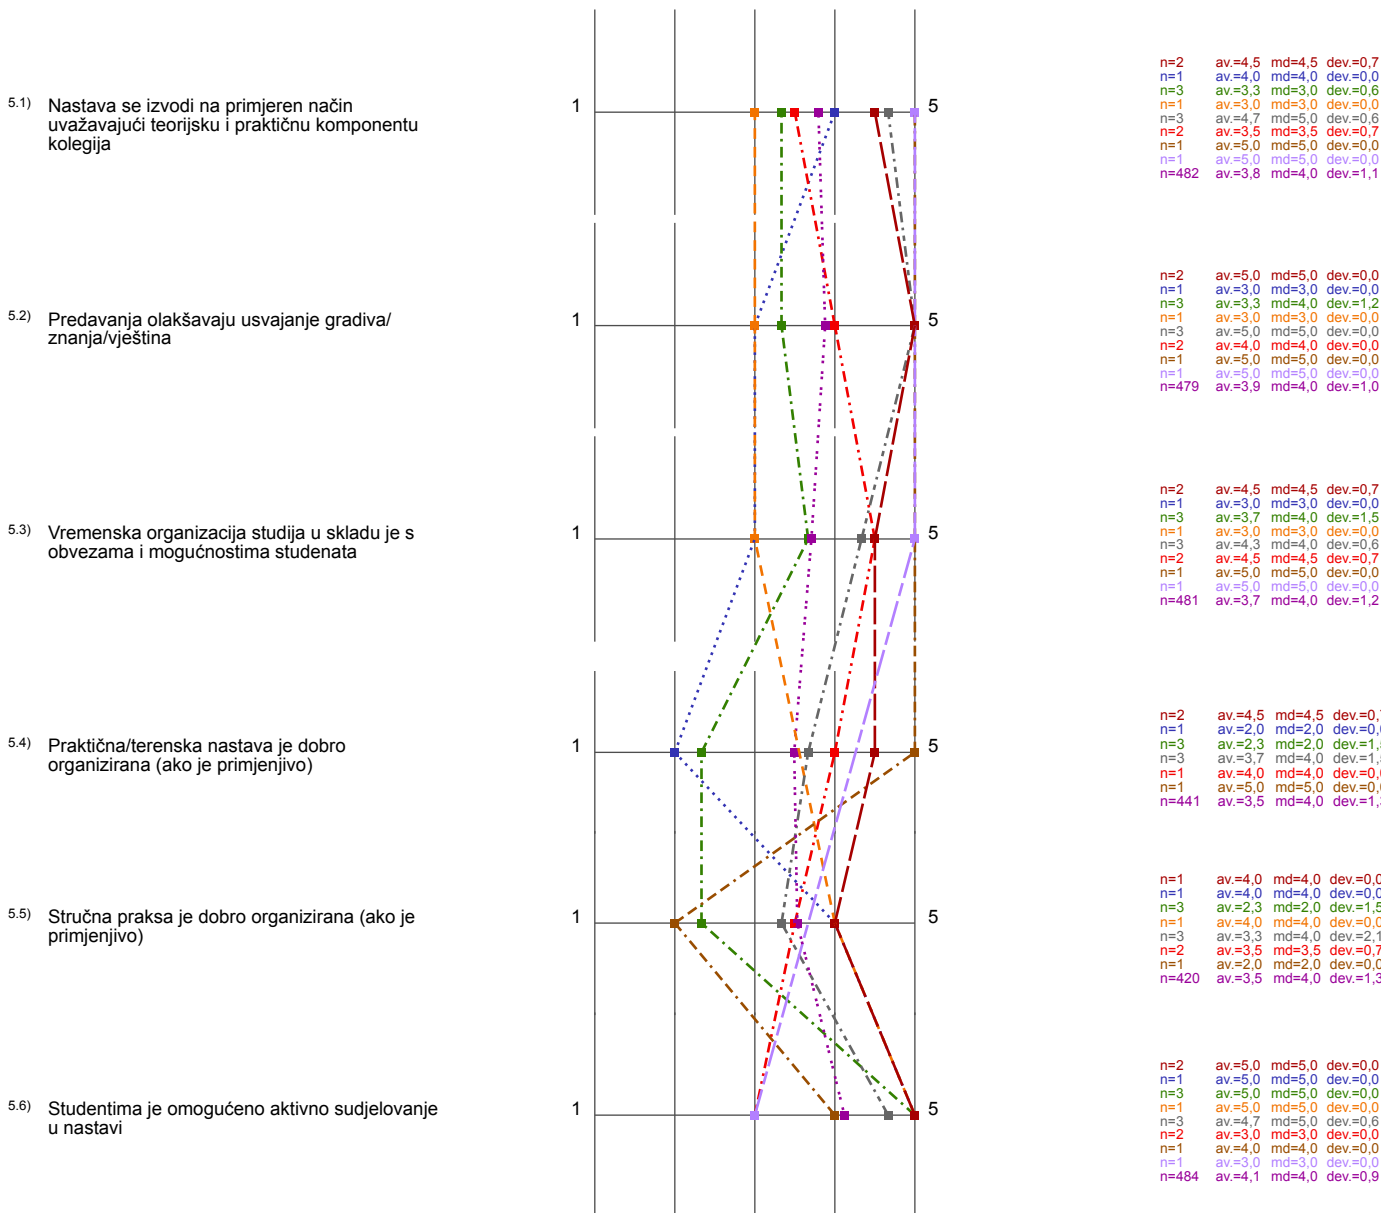 5.1) Nastava se izvodi na primjeren način
uvažavajući teorijsku i praktičnu komponentu
kolegija
1 5
n=2 av.=4,5 md=4,5 dev.=0,7
n=1 av.=4,0 md=4,0 dev.=0,0
n=3 av.=3,3 md=3,0 dev.=0,6
n=1 av.=3,0 md=3,0 dev.=0,0
n=3 av.=4,7 md=5,0 dev.=0,6
n=2 av.=3,5 md=3,5 dev.=0,7
n=1 av.=5,0 md=5,0 dev.=0,0
n=1 av.=5,0 md=5,0 dev.=0,0
n=482 av.=3,8 md=4,0 dev.=1,1
5.2) Predavanja olakšavaju usvajanje gradiva/
znanja/vještina
1 5
n=2 av.=5,0 md=5,0 dev.=0,0
n=1 av.=3,0 md=3,0 dev.=0,0
n=3 av.=3,3 md=4,0 dev.=1,2
n=1 av.=3,0 md=3,0 dev.=0,0
n=3 av.=5,0 md=5,0 dev.=0,0
n=2 av.=4,0 md=4,0 dev.=0,0
n=1 av.=5,0 md=5,0 dev.=0,0
n=1 av.=5,0 md=5,0 dev.=0,0
n=479 av.=3,9 md=4,0 dev.=1,0
5.3) Vremenska organizacija studija u skladu je s
obvezama i mogućnostima studenata
1 5
n=2 av.=4,5 md=4,5 dev.=0,7
n=1 av.=3,0 md=3,0 dev.=0,0
n=3 av.=3,7 md=4,0 dev.=1,5
n=1 av.=3,0 md=3,0 dev.=0,0
n=3 av.=4,3 md=4,0 dev.=0,6
n=2 av.=4,5 md=4,5 dev.=0,7
n=1 av.=5,0 md=5,0 dev.=0,0
n=1 av.=5,0 md=5,0 dev.=0,0
n=481 av.=3,7 md=4,0 dev.=1,2
5.4) Praktična/terenska nastava je dobro
organizirana (ako je primjenjivo)
1 5
n=2 av.=4,5 md=4,5
n=1 av.=2,0 md=2,0
n=3 av.=2,3 md=2,0
n=3 av.=3,7 md=4,0
n=1 av.=4,0 md=4,0
n=1 av.=5,0 md=5,0
n=441 av.=3,5 md=4,0
5.5) Stručna praksa je dobro organizirana (ako je
primjenjivo)
1 5
n=1 av.=4,0 md=4,0 dev.=0,0
n=1 av.=4,0 md=4,0 dev.=0,0
n=3 av.=2,3 md=2,0 dev.=1,5
n=1 av.=4,0 md=4,0 dev.=0,0
n=3 av.=3,3 md=4,0 dev.=2,1
n=2 av.=3,5 md=3,5 dev.=0,7
n=1 av.=2,0 md=2,0 dev.=0,0
n=420 av.=3,5 md=4,0 dev.=1,3
5.6) Studentima je omogućeno aktivno sudjelovanje
u nastavi
1 5
n=2 av.=5,0 md=5,0 dev.=0,0
n=1 av.=5,0 md=5,0 dev.=0,0
n=3 av.=5,0 md=5,0 dev.=0,0
n=1 av.=5,0 md=5,0 dev.=0,0
n=3 av.=4,7 md=5,0 dev.=0,6
n=2 av.=3,0 md=3,0 dev.=0,0
n=1 av.=4,0 md=4,0 dev.=0,0
n=1 av.=3,0 md=3,0 dev.=0,0
n=484 av.=4,1 md=4,0 dev.=0,9